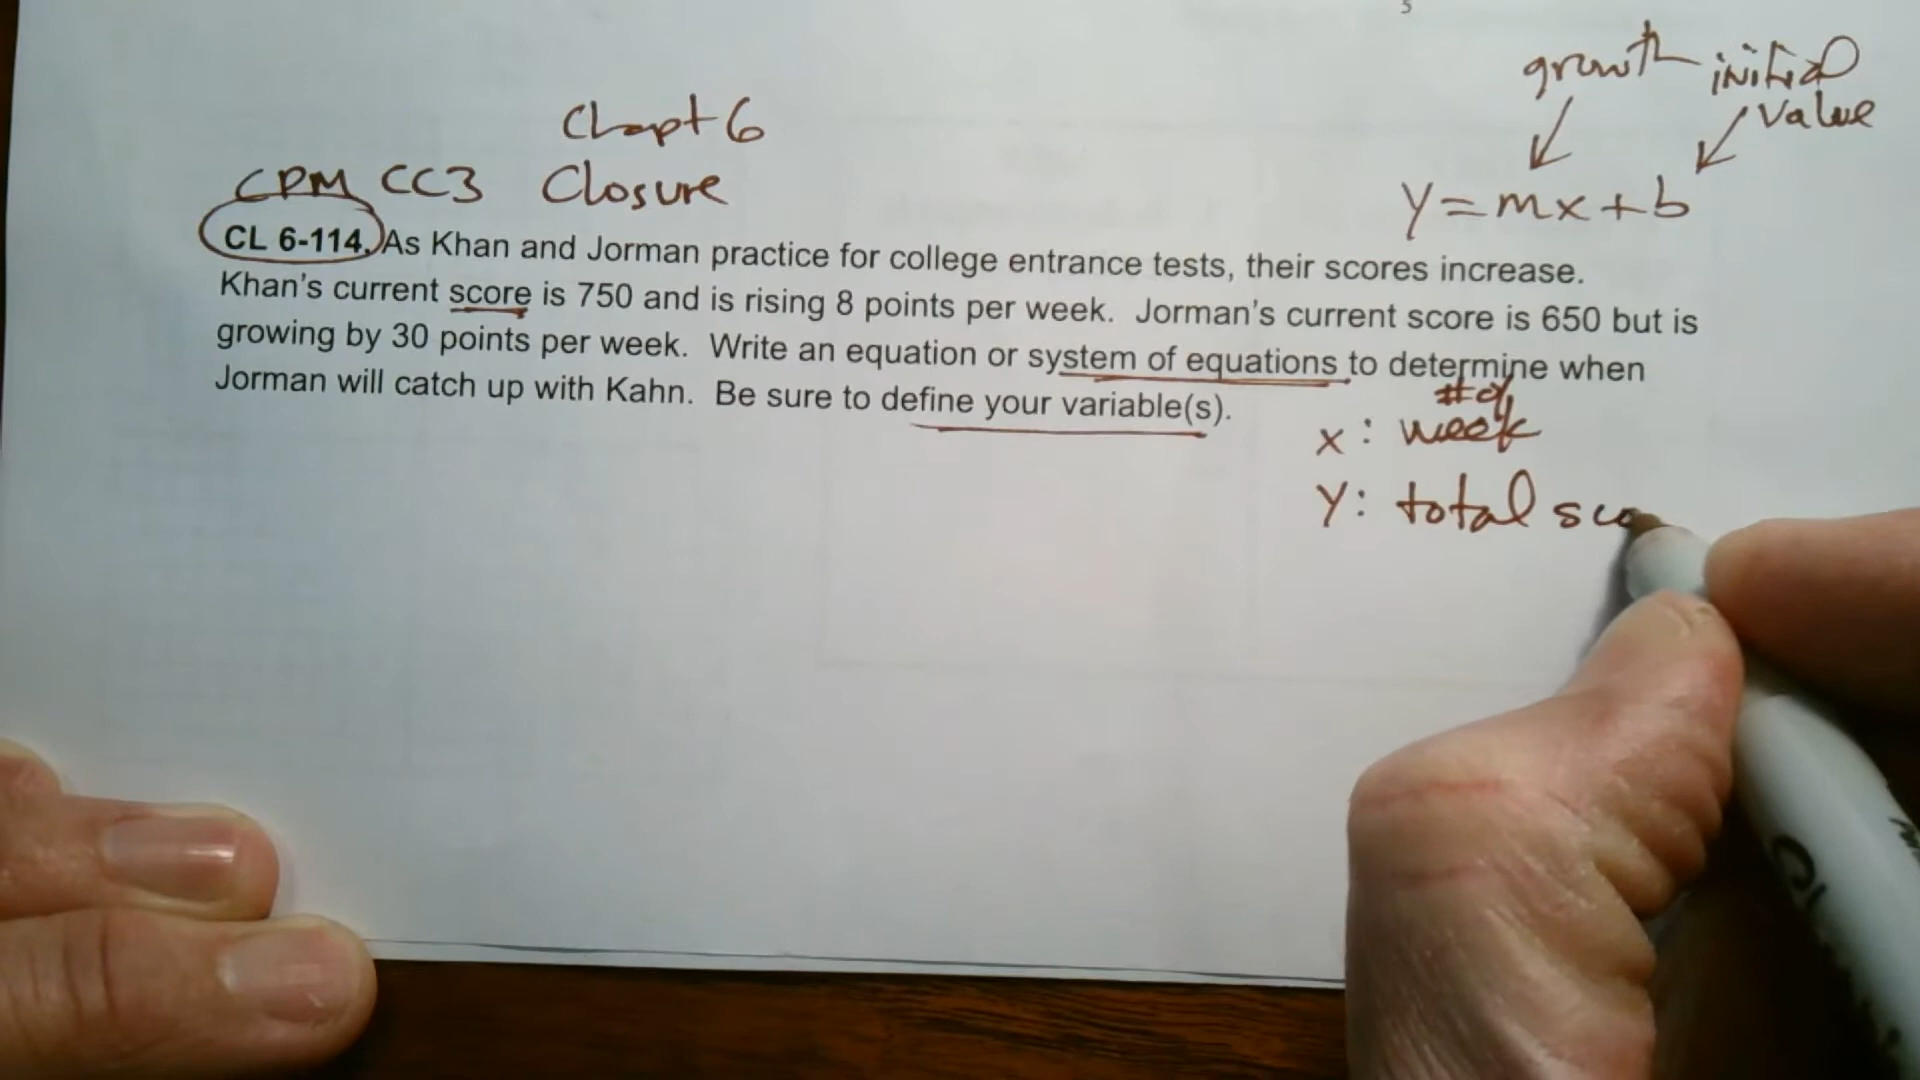 5
growth initial
value
Chapt 6
y=mx+b
CPM CC3 Closure
CL 6-114. As Khan and Jorman practice for college entrance tests, their scores increase.
Khan's current score is 750 and is rising 8 points per week. Jorman's current score is 650 but is
growing by 30 points per week. Write an equation or system of equations to determine when
Jorman will catch up with Kahn. Be sure to define your variable(s).
# of
x: week
y: total sco